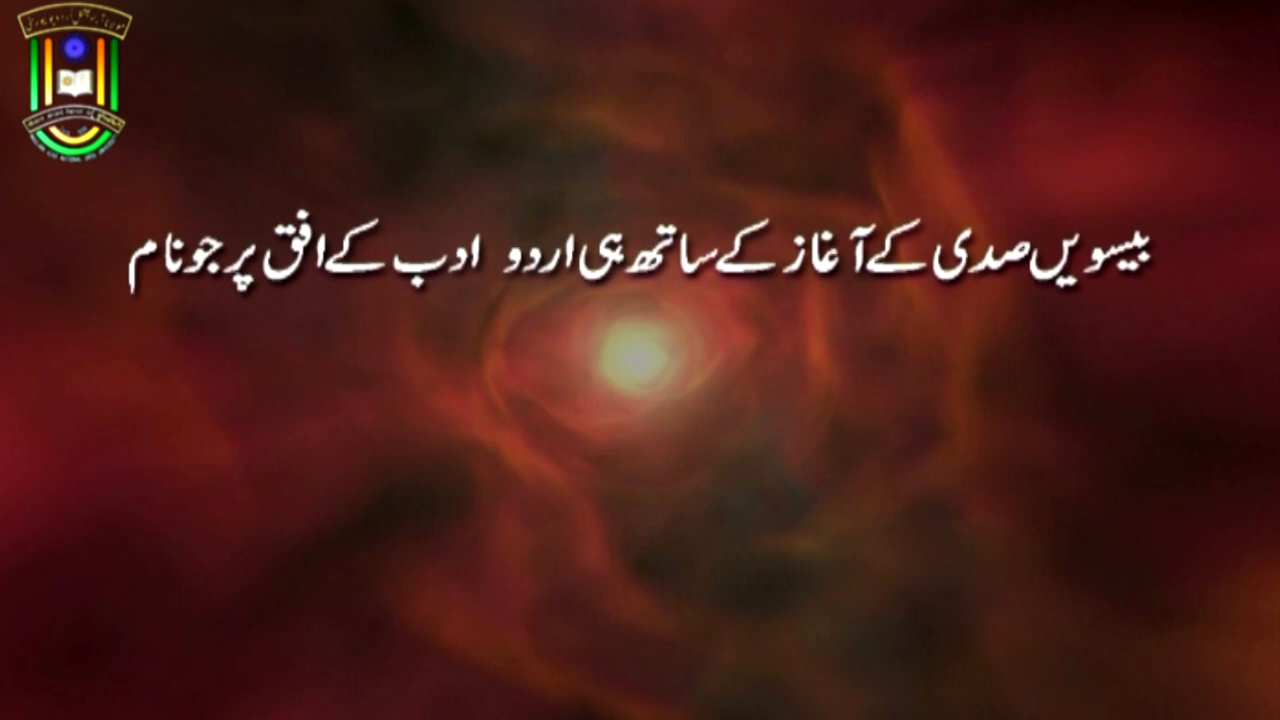 بیسویں صدی کے آغاز کے ساتھ ہی اردو ادب کے افق پر جو نام